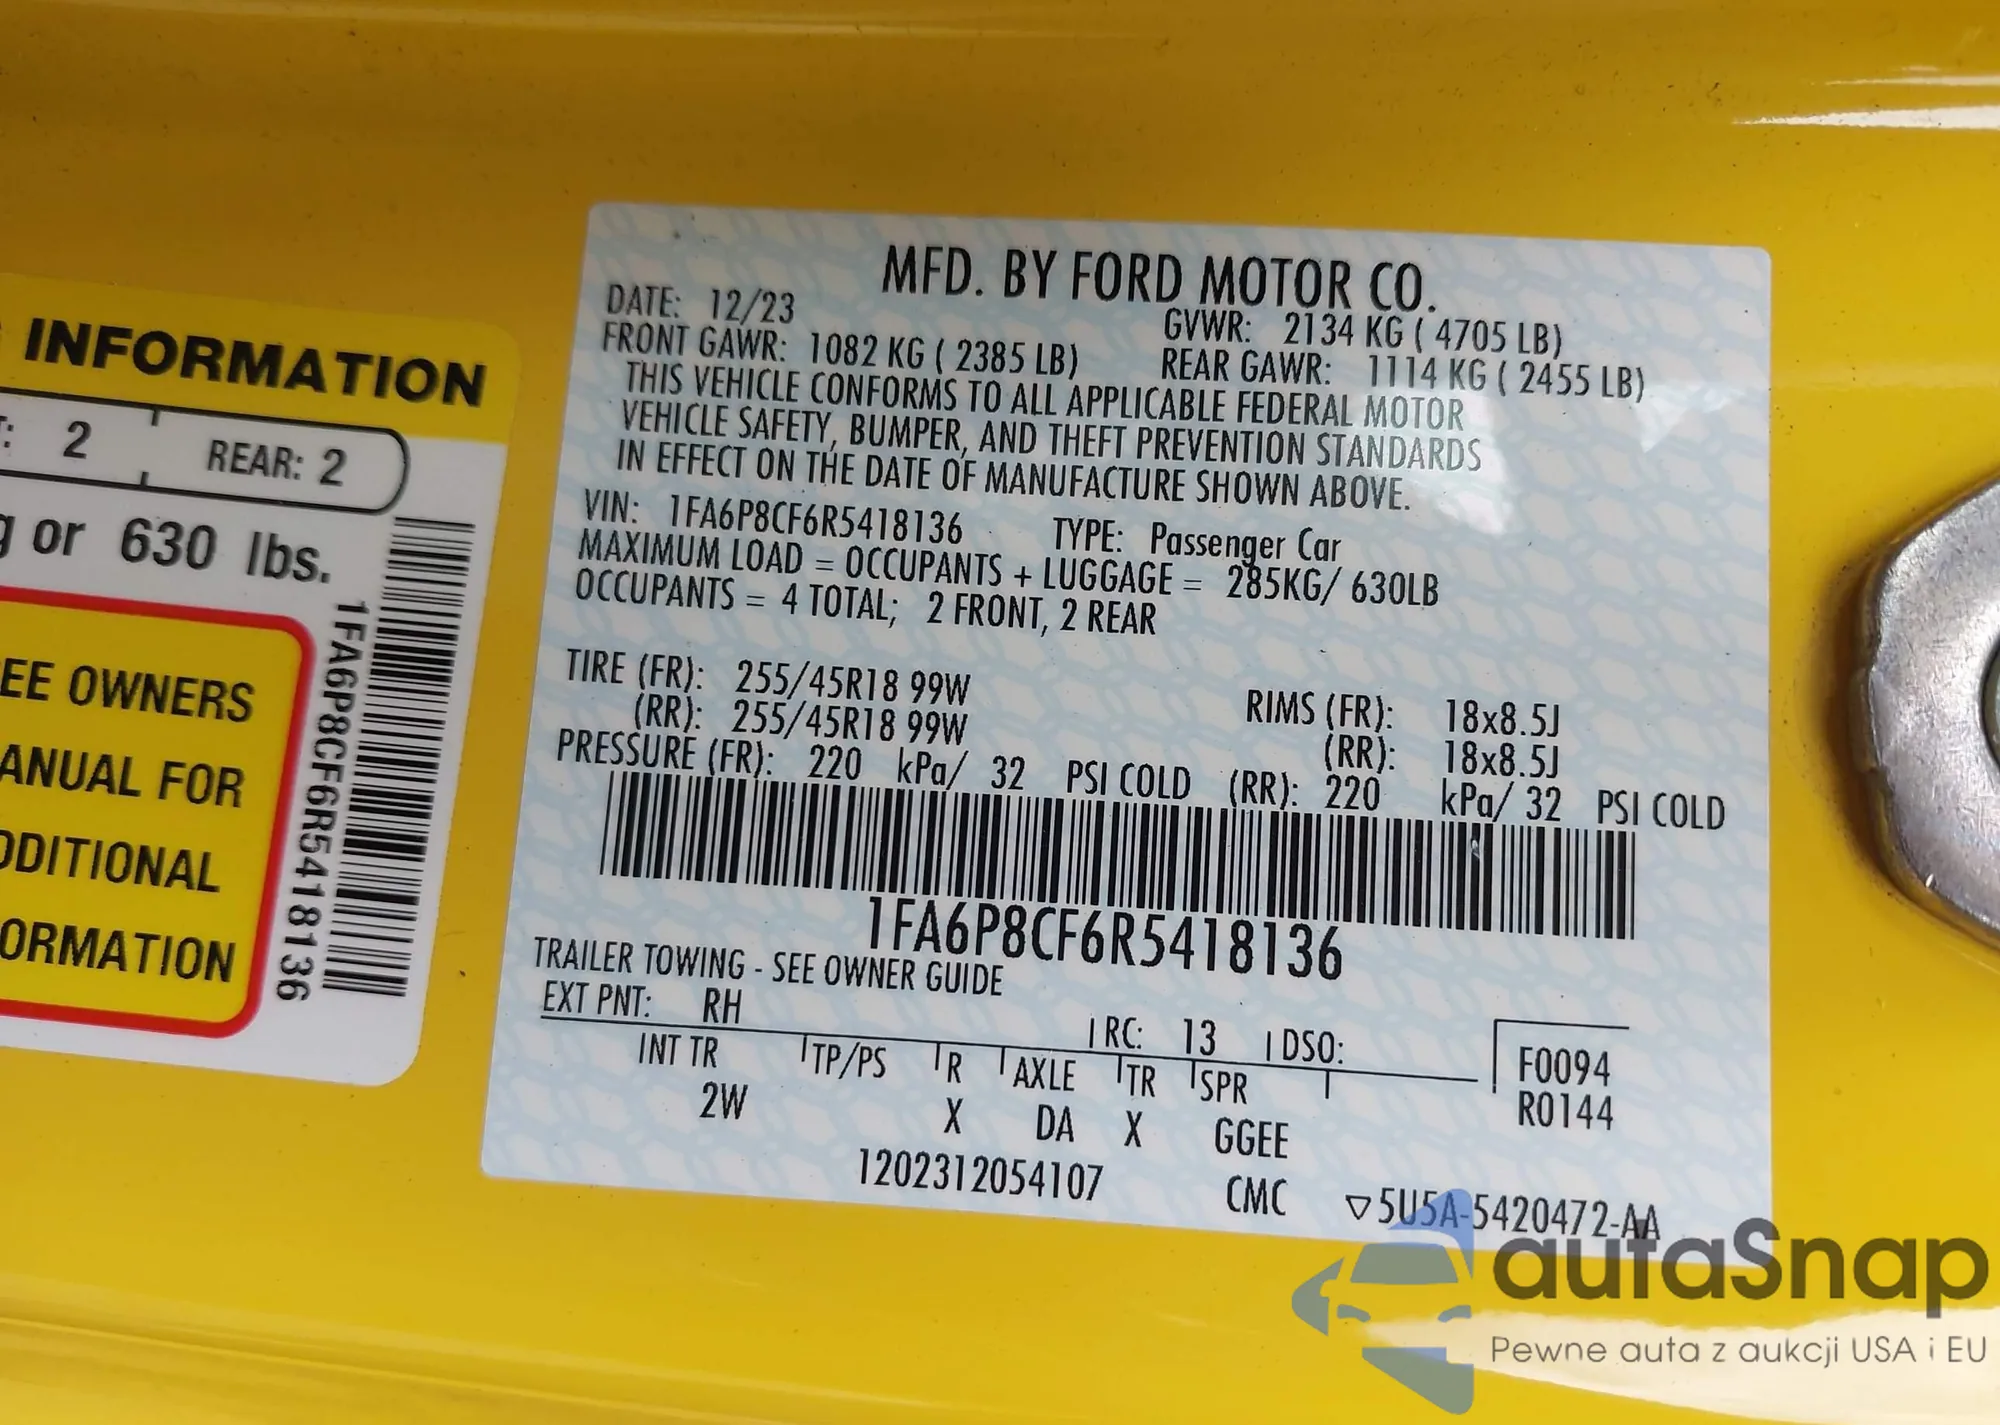 INFORMATION
2 REAR: 2
g or 630 lbs.
EE OWNERS
ANUAL FOR
DDITIONAL
ORMATION
1FA6P8CF6R5418136
MFD. BY FORD MOTOR CO.
DATE: 12/23 GVWR: 2134 KG ( 4705 LB)
FRONT GAWR: 1082 KG ( 2385 LB) REAR GAWR: 1114 KG ( 2455 LB)
THIS VEHICLE CONFORMS TO ALL APPLICABLE FEDERAL MOTOR
VEHICLE SAFETY, BUMPER, AND THEFT PREVENTION STANDARDS
IN EFFECT ON THE DATE OF MANUFACTURE SHOWN ABOVE.
VIN: 1FA6P8CF6R5418136 TYPE: Passenger Car
MAXIMUM LOAD = OCCUPANTS + LUGGAGE = 285KG/ 630LB
OCCUPANTS = 4 TOTAL; 2 FRONT, 2 REAR
TIRE (FR): 255/45R18 99W RIMS (FR): 18x8.5J
(RR): 255/45R18 99W (RR): 18x8.5J
PRESSURE (FR): 220 kPa/ 32 PSI COLD (RR): 220 kPa/ 32 PSI COLD
1FA6P8CF6R5418136
TRAILER TOWING - SEE OWNER GUIDE
EXT PNT: RH RC: 13 DSO: F0094
INT TR TP/PS R AXLE TR SPR R0144
2W X DA X GGEE
1202312054107 CMC ▽5U5A-5420472-AA
autaSnap
Pewne auta z aukcji USA i EU